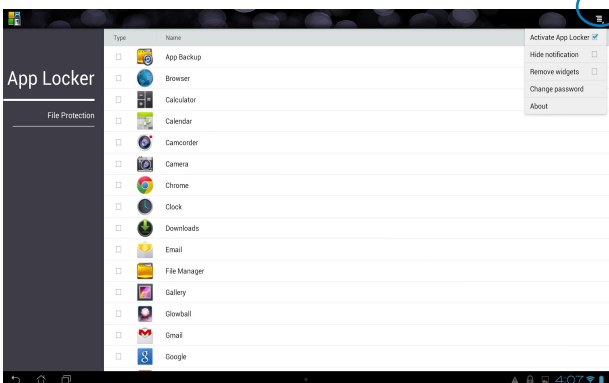 Type Name
Activate App Locker
Hide notification
Remove widgets
Change password
About
App Locker
File Protection
App Backup
Browser
Calculator
Calendar
Camcorder
Camera
Chrome
Clock
Downloads
Email
File Manager
Gallery
Glowball
Gmail
Google
4:07